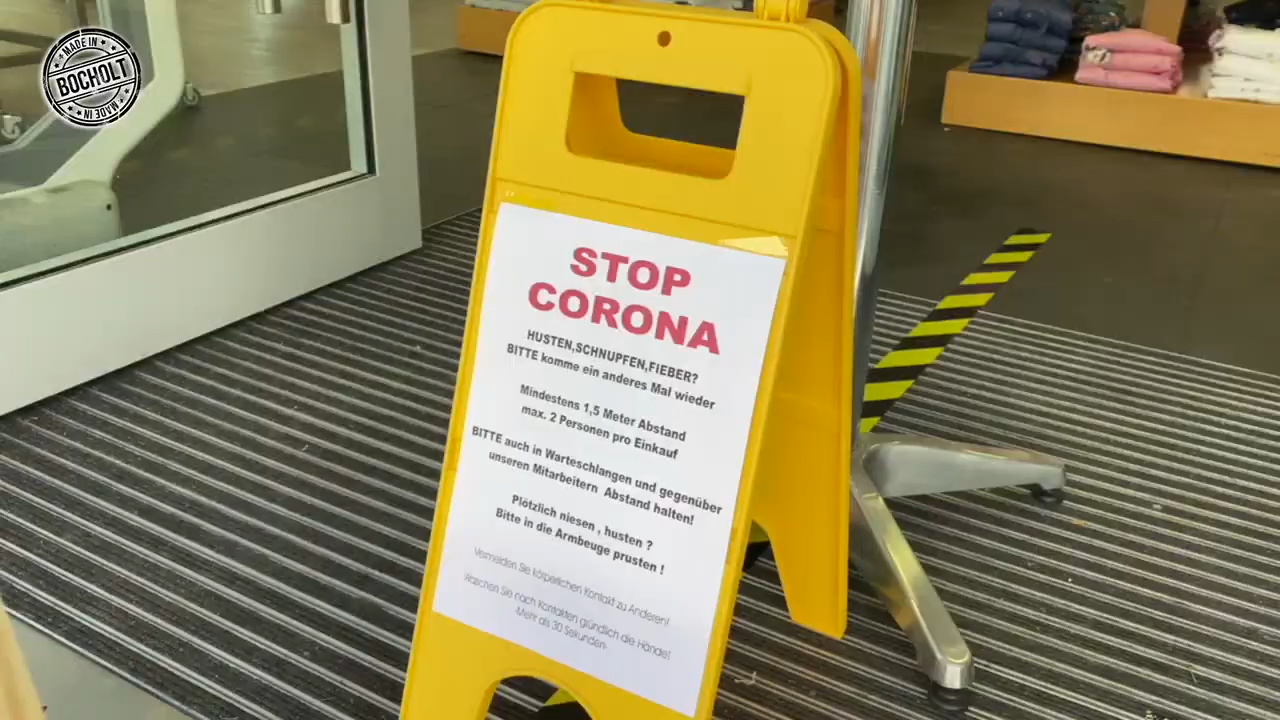 MADE IN
BOCHOLT
MADE IN
STOP
CORONA
HUSTEN,SCHNUPFEN,FIEBER?
BITTE komme ein anderes Mal wieder
Mindestens 1,5 Meter Abstand
max. 2 Personen pro Einkauf
BITTE auch in Warteschlangen und gegenüber
unseren Mitarbeitern Abstand halten!
Plötzlich niesen , husten ?
Bitte in die Armbeuge prusten !
Vermeiden Sie körperlichen Kontakt zu Anderen!
Waschen Sie nach Kontakten gründlich die Hände!
-Mehr als 30 Sekunden-